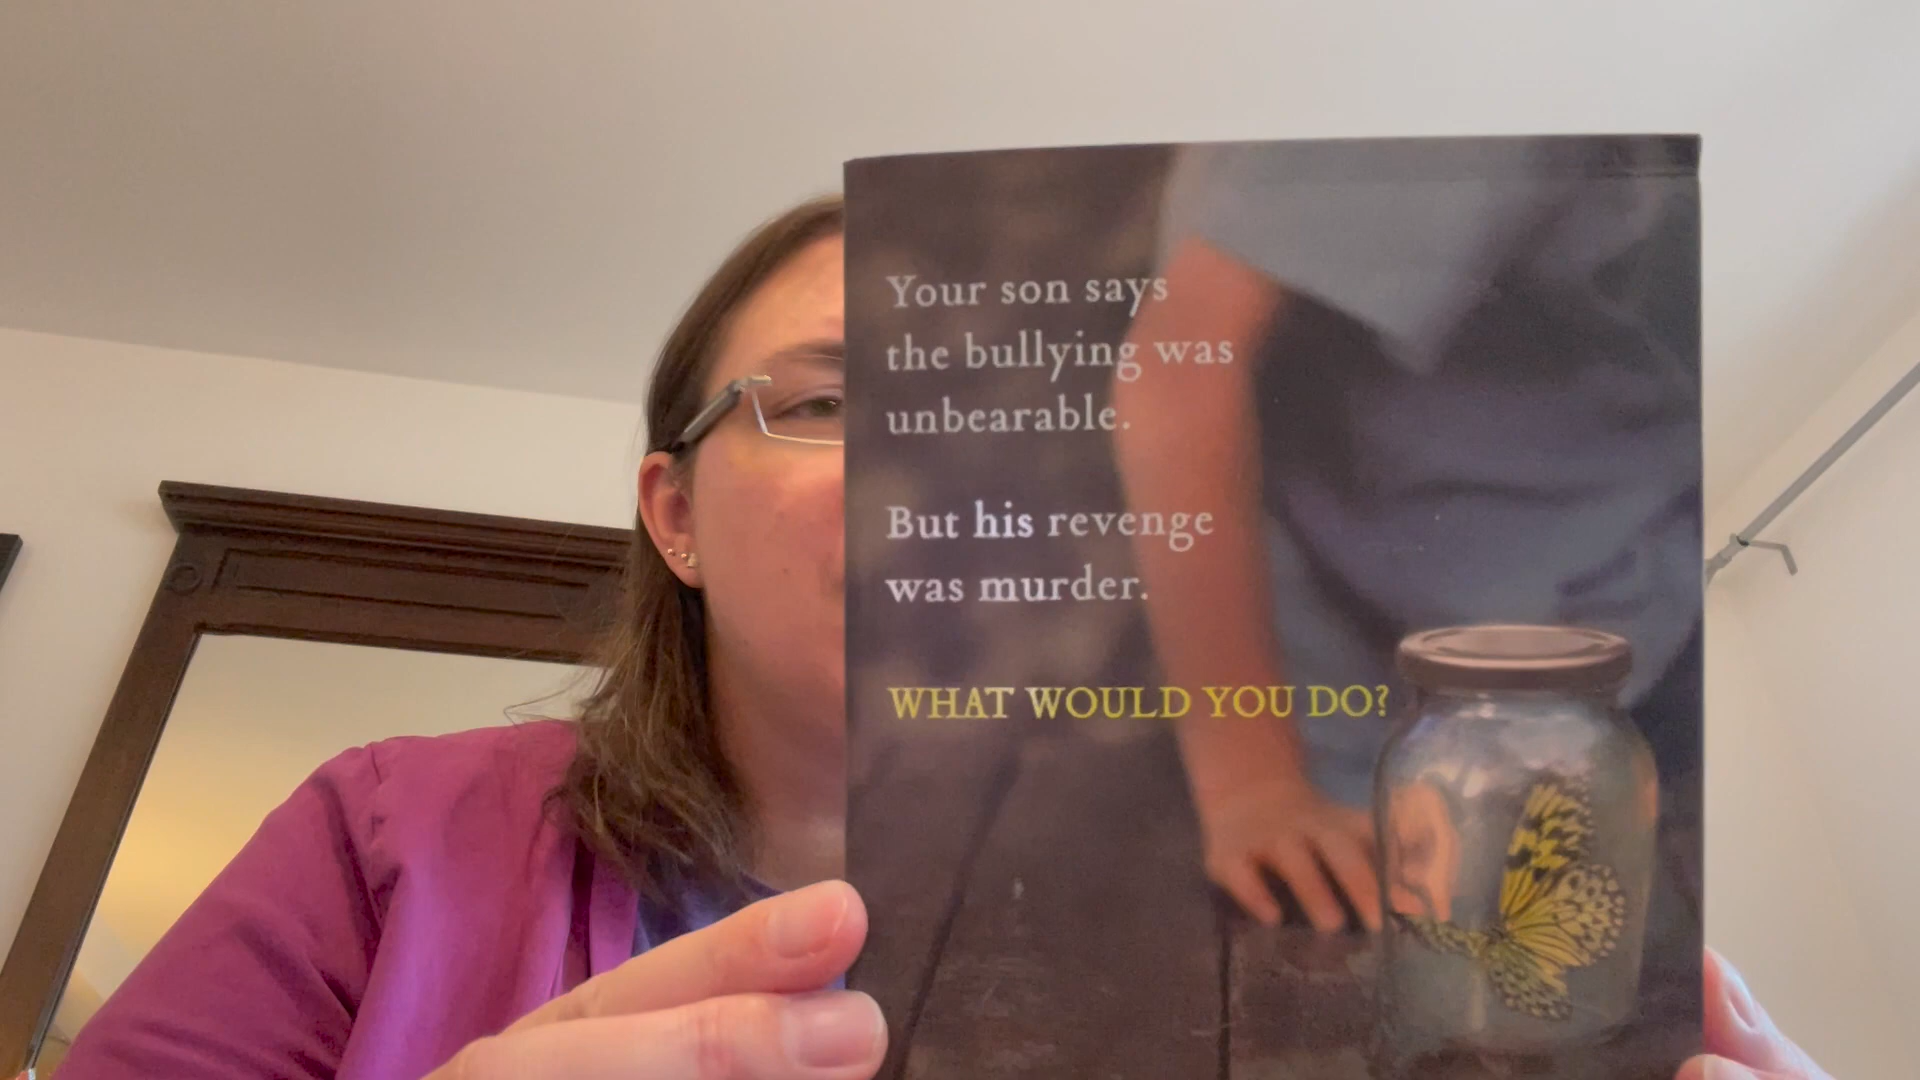 Your son says
the bullying was
unbearable.
But his revenge
was murder.
WHAT WOULD YOU DO?